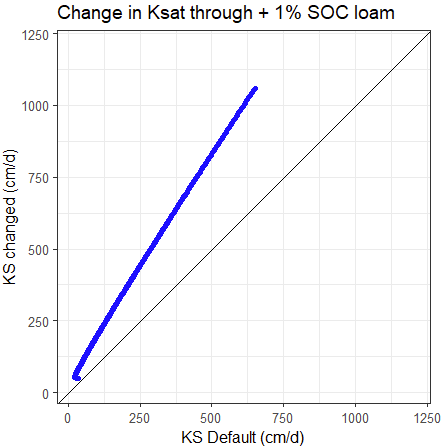 Change in Ksat through + 1% SOC loam
1250
1000
750
500
250
0
KS changed (cm/d)
0 250 500 750 1000 1250
KS Default (cm/d)